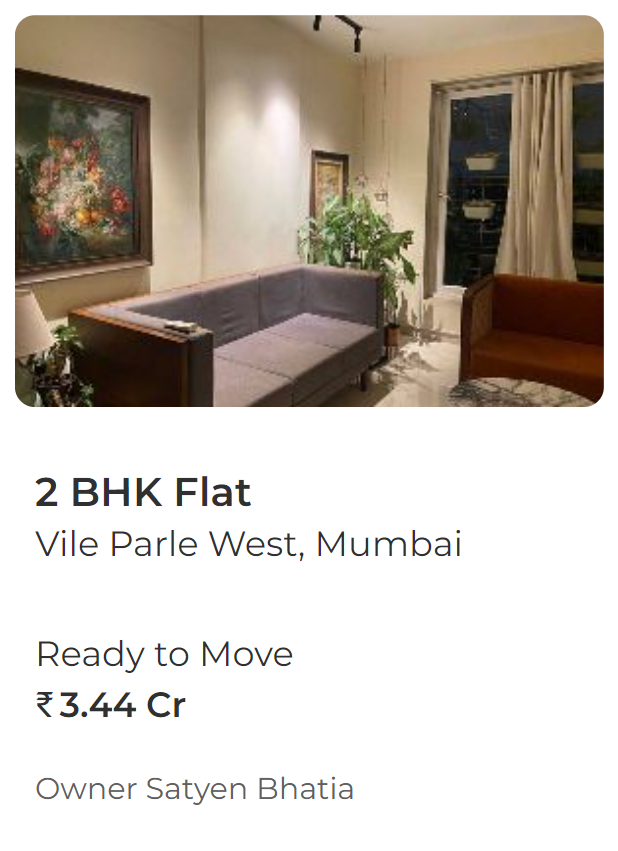 2 BHK Flat
Vile Parle West, Mumbai
Ready to Move
₹3.44 Cr
Owner Satyen Bhatia